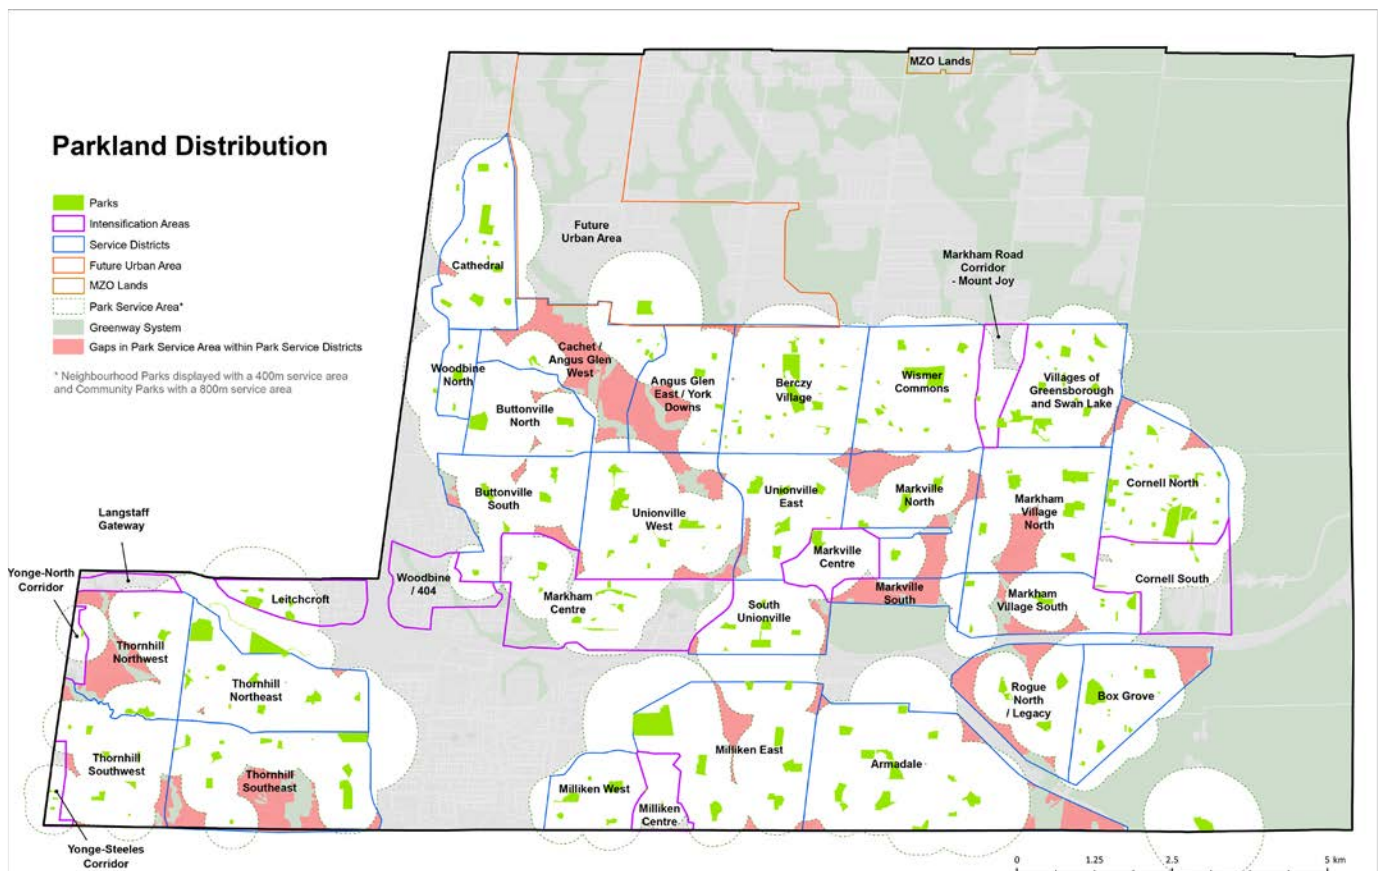 Parkland Distribution
Parks
Intensification Areas
Service Districts
Future Urban Area
MZO Lands
Park Service Area*
Greenway System
Gaps in Park Service Area within Park Service Districts
* Neighbourhood Parks displayed with a 400m service area
and Community Parks with a 800m service area
MZO Lands
Future
Urban Area
Cathedral
Markham Road
Corridor
- Mount Joy
Woodbine
North
Cachet /
Angus Glen
West
Angus Glen
East / York
Downs
Berczy
Village
Wismer
Commons
Villages of
Greensborough
and Swan Lake
Buttonville
North
Buttonville
South
Unionville
West
Unionville
East
Markville
North
Markham
Village
North
Cornell North
Langstaff
Gateway
Yonge-North
Corridor
Leitchcroft
Woodbine
/ 404
Markham
Centre
Markville
Centre
Markville
South
South
Unionville
Markham
Village South
Cornell South
Thornhill
Northwest
Thornhill
Northeast
Rogue
North
/ Legacy
Box Grove
Thornhill
Southwest
Thornhill
Southeast
Milliken East
Armadale
Milliken West
Milliken
Centre
Yonge-Steeles
Corridor
0 1.25 2.5 5 km